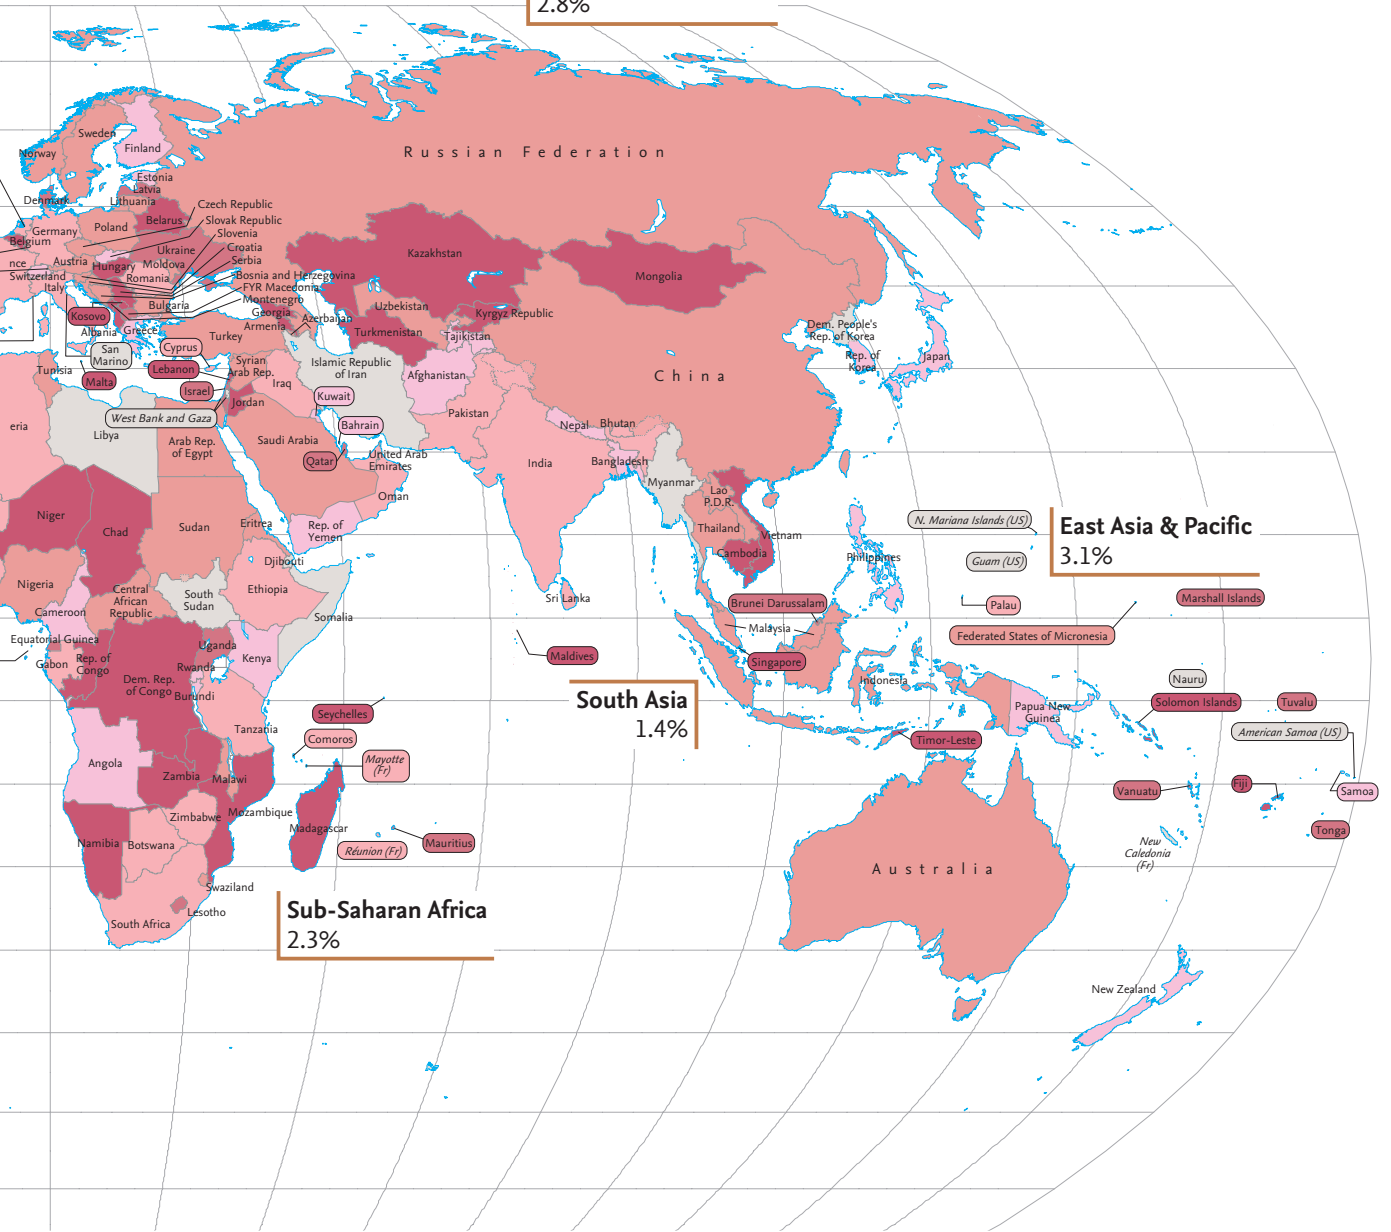 2.8%
Russian Federation
Sweden
Norway
Finland
Estonia
Latvia
Lithuania
Denmark
Czech Republic
Slovak Republic
Slovenia
Croatia
Serbia
Bosnia and Herzegovina
FYR Macedonia
Montenegro
Belarus
Poland
Germany
Belgium
Ukraine
nce
Austria
Hungary
Moldova
Switzerland
Romania
Italy
Bulgaria
Kosovo
Albania
Greece
Georgia
Armenia
Azerbaijan
Turkey
San
Marino
Cyprus
Lebanon
Malta
Israel
Tunisia
Syrian
Arab Rep.
Iraq
Jordan
Kuwait
West Bank and Gaza
Bahrain
Kazakhstan
Mongolia
Uzbekistan
Kyrgyz Republic
Turkmenistan
Tajikistan
Islamic Republic
of Iran
Afghanistan
Dem. People's
Rep. of Korea
Rep. of
Korea
Japan
China
Pakistan
eria
Libya
Arab Rep.
of Egypt
Saudi Arabia
Qatar
United Arab
Emirates
Oman
India
Nepal
Bhutan
Bangladesh
Myanmar
Lao
P.D.R.
Thailand
Vietnam
Cambodia
Philippines
N. Mariana Islands (US)
Guam (US)
East Asia & Pacific
3.1%
Niger
Chad
Sudan
Eritrea
Rep. of
Yemen
Djibouti
Nigeria
Central
African
Republic
South
Sudan
Ethiopia
Somalia
Sri Lanka
Brunei Darussalam
Malaysia
Palau
Marshall Islands
Federated States of Micronesia
Cameroon
Equatorial Guinea
Gabon
Rep. of
Congo
Uganda
Kenya
Rwanda
Dem. Rep.
of Congo
Burundi
Maldives
Singapore
Indonesia
Nauru
South Asia
1.4%
Solomon Islands
Tuvalu
Papua New
Guinea
Seychelles
Tanzania
Comoros
Mayotte
(Fr)
Timor-Leste
American Samoa (US)
Angola
Zambia
Malawi
Vanuatu
Fiji
Samoa
Mozambique
Zimbabwe
Madagascar
Namibia
Botswana
Réunion (Fr)
Mauritius
Tonga
New
Caledonia
(Fr)
Australia
Swaziland
Lesotho
South Africa
Sub-Saharan Africa
2.3%
New Zealand